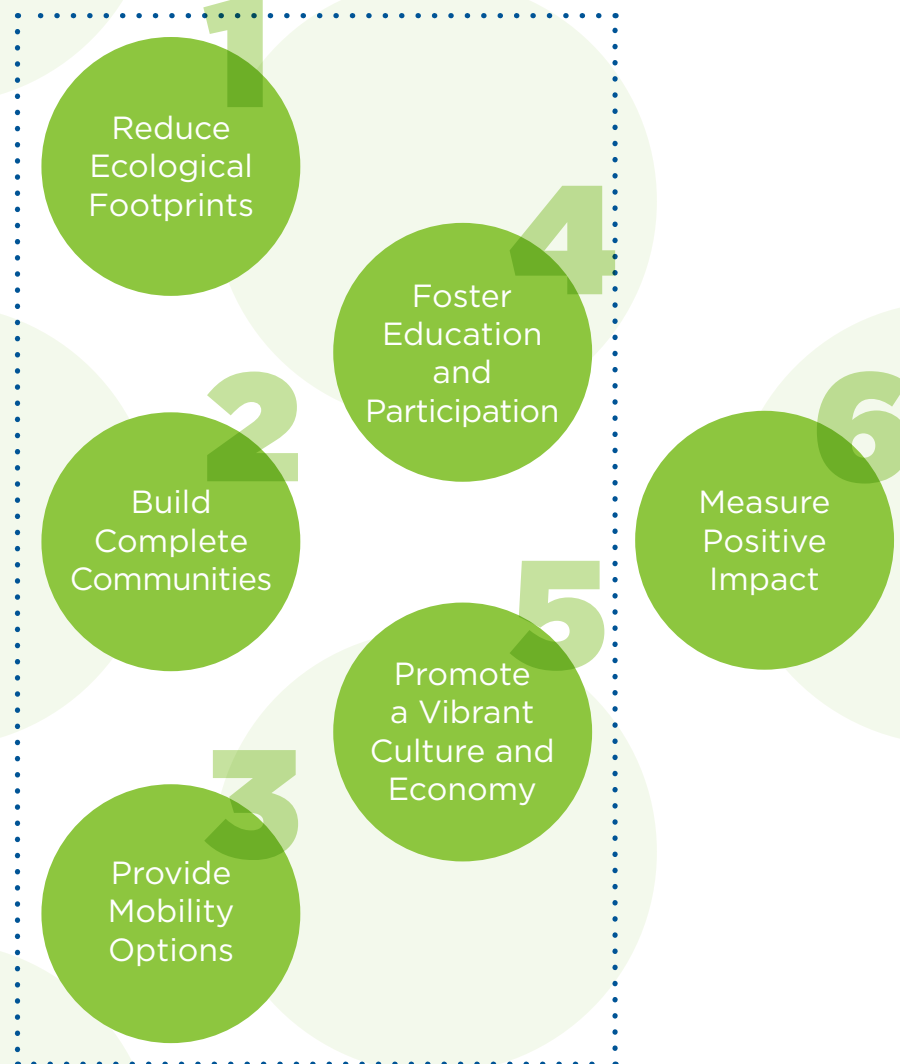 1
Reduce
Ecological
Footprints
2
Build
Complete
Communities
3
Provide
Mobility
Options
4
Foster
Education
and
Participation
5
Promote
a Vibrant
Culture and
Economy
6
Measure
Positive
Impact